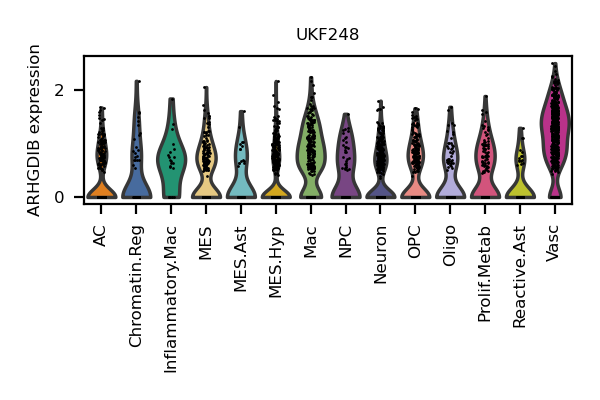 UKF248
ARHGDIB expression
2
0
AC
Chromatin.Reg
Inflammatory.Mac
MES
MES.Ast
MES.Hyp
Mac
NPC
Neuron
OPC
Oligo
Prolif.Metab
Reactive.Ast
Vasc